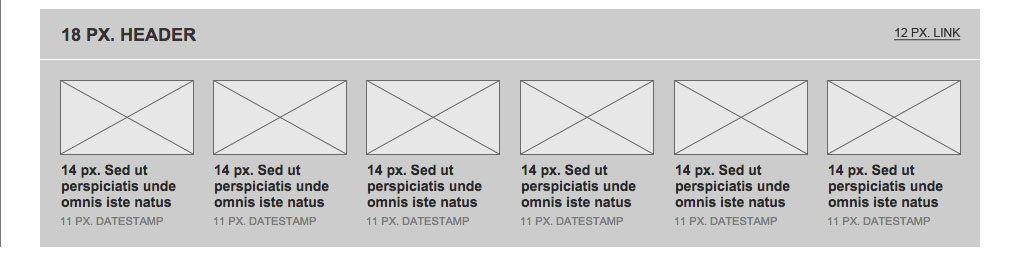 18 PX. HEADER
12 PX. LINK
14 px. Sed ut
perspiciatis unde
omnis iste natus
11 PX. DATESTAMP
14 px. Sed ut
perspiciatis unde
omnis iste natus
11 PX. DATESTAMP
14 px. Sed ut
perspiciatis unde
omnis iste natus
11 PX. DATESTAMP
14 px. Sed ut
perspiciatis unde
omnis iste natus
11 PX. DATESTAMP
14 px. Sed ut
perspiciatis unde
omnis iste natus
11 PX. DATESTAMP
14 px. Sed ut
perspiciatis unde
omnis iste natus
11 PX. DATESTAMP